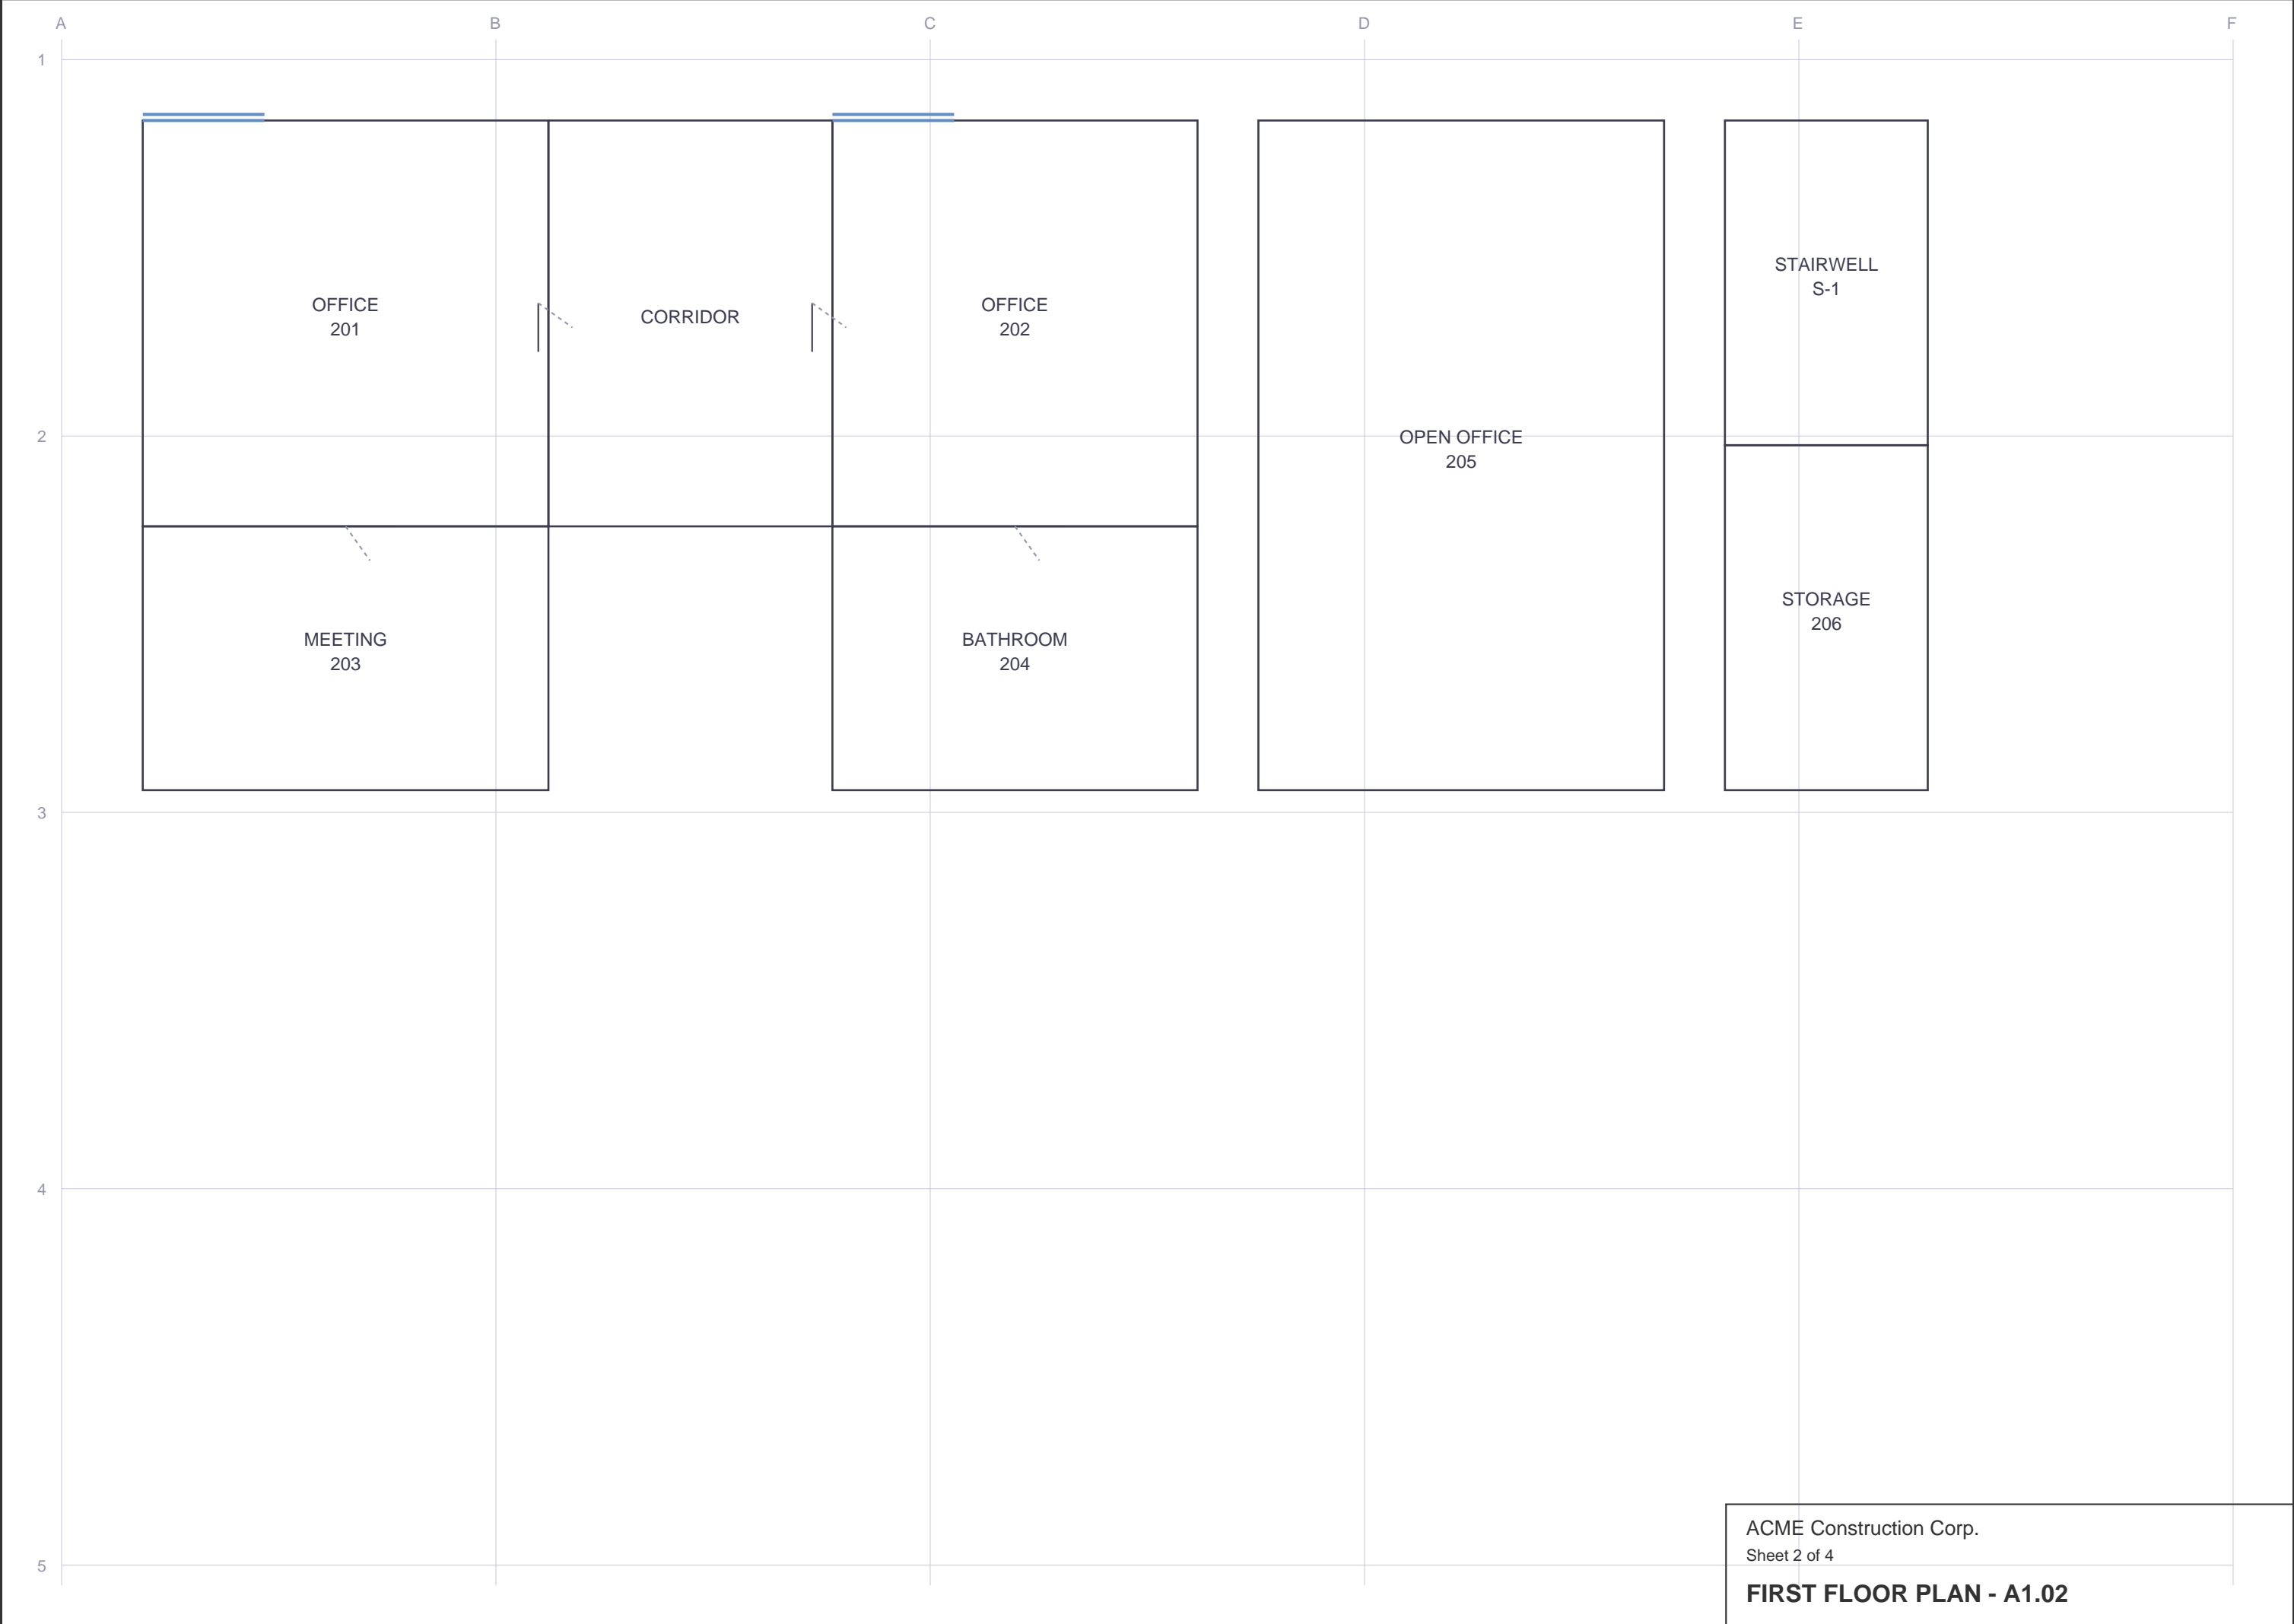 A
B
C
D
E
F
1
OFFICE
201
CORRIDOR
OFFICE
202
STAIRWELL
S-1
2
OPEN OFFICE
205
MEETING
203
BATHROOM
204
STORAGE
206
3
4
5
ACME Construction Corp.
Sheet 2 of 4
FIRST FLOOR PLAN - A1.02